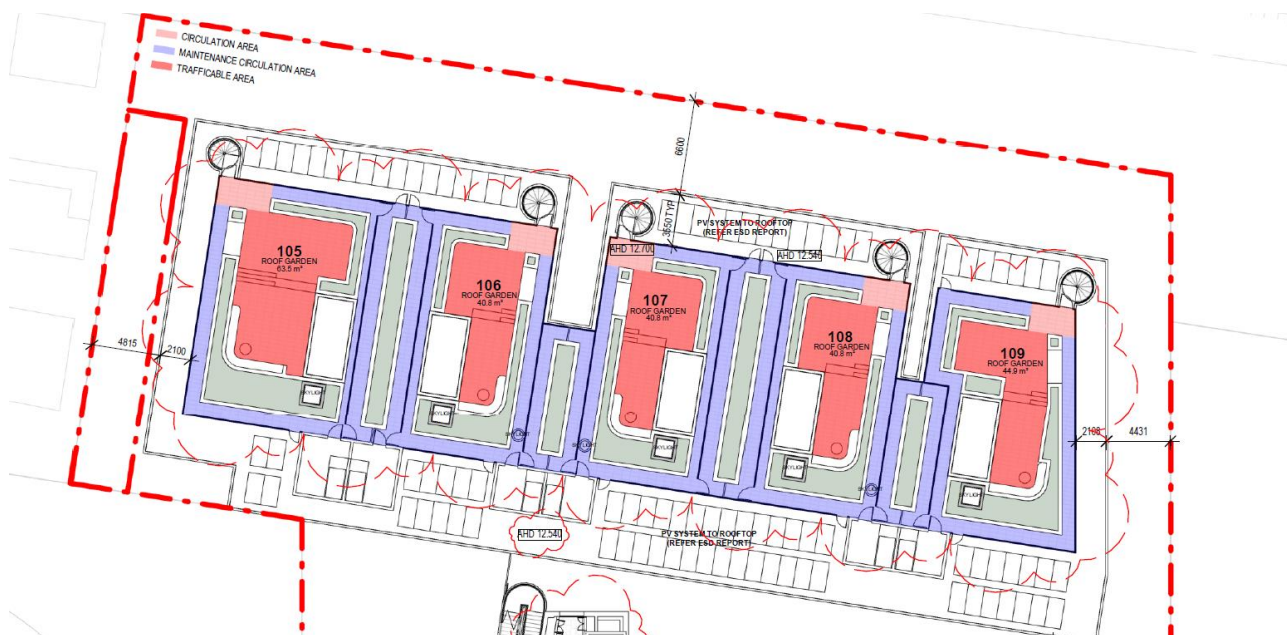 CIRCULATION AREA
MAINTENANCE CIRCULATION AREA
TRAFFICABLE AREA
6600
3550 TYP
PV SYSTEM TO ROOFTOP
(REFER ESD REPORT)
AHD 12.700
AHD 12.540
105
ROOF GARDEN
63.5 m²
106
ROOF GARDEN
40.8 m²
107
ROOF GARDEN
40.8 m²
108
ROOF GARDEN
40.8 m²
109
ROOF GARDEN
44.9 m²
4815
2100
SKYLIGHT
SKYLIGHT
SKYLIGHT
SKYLIGHT
SKYLIGHT
SKYLIGHT
SKYLIGHT
SKYLIGHT
4431
AHD 12.540
PV SYSTEM TO ROOFTOP
(REFER ESD REPORT)